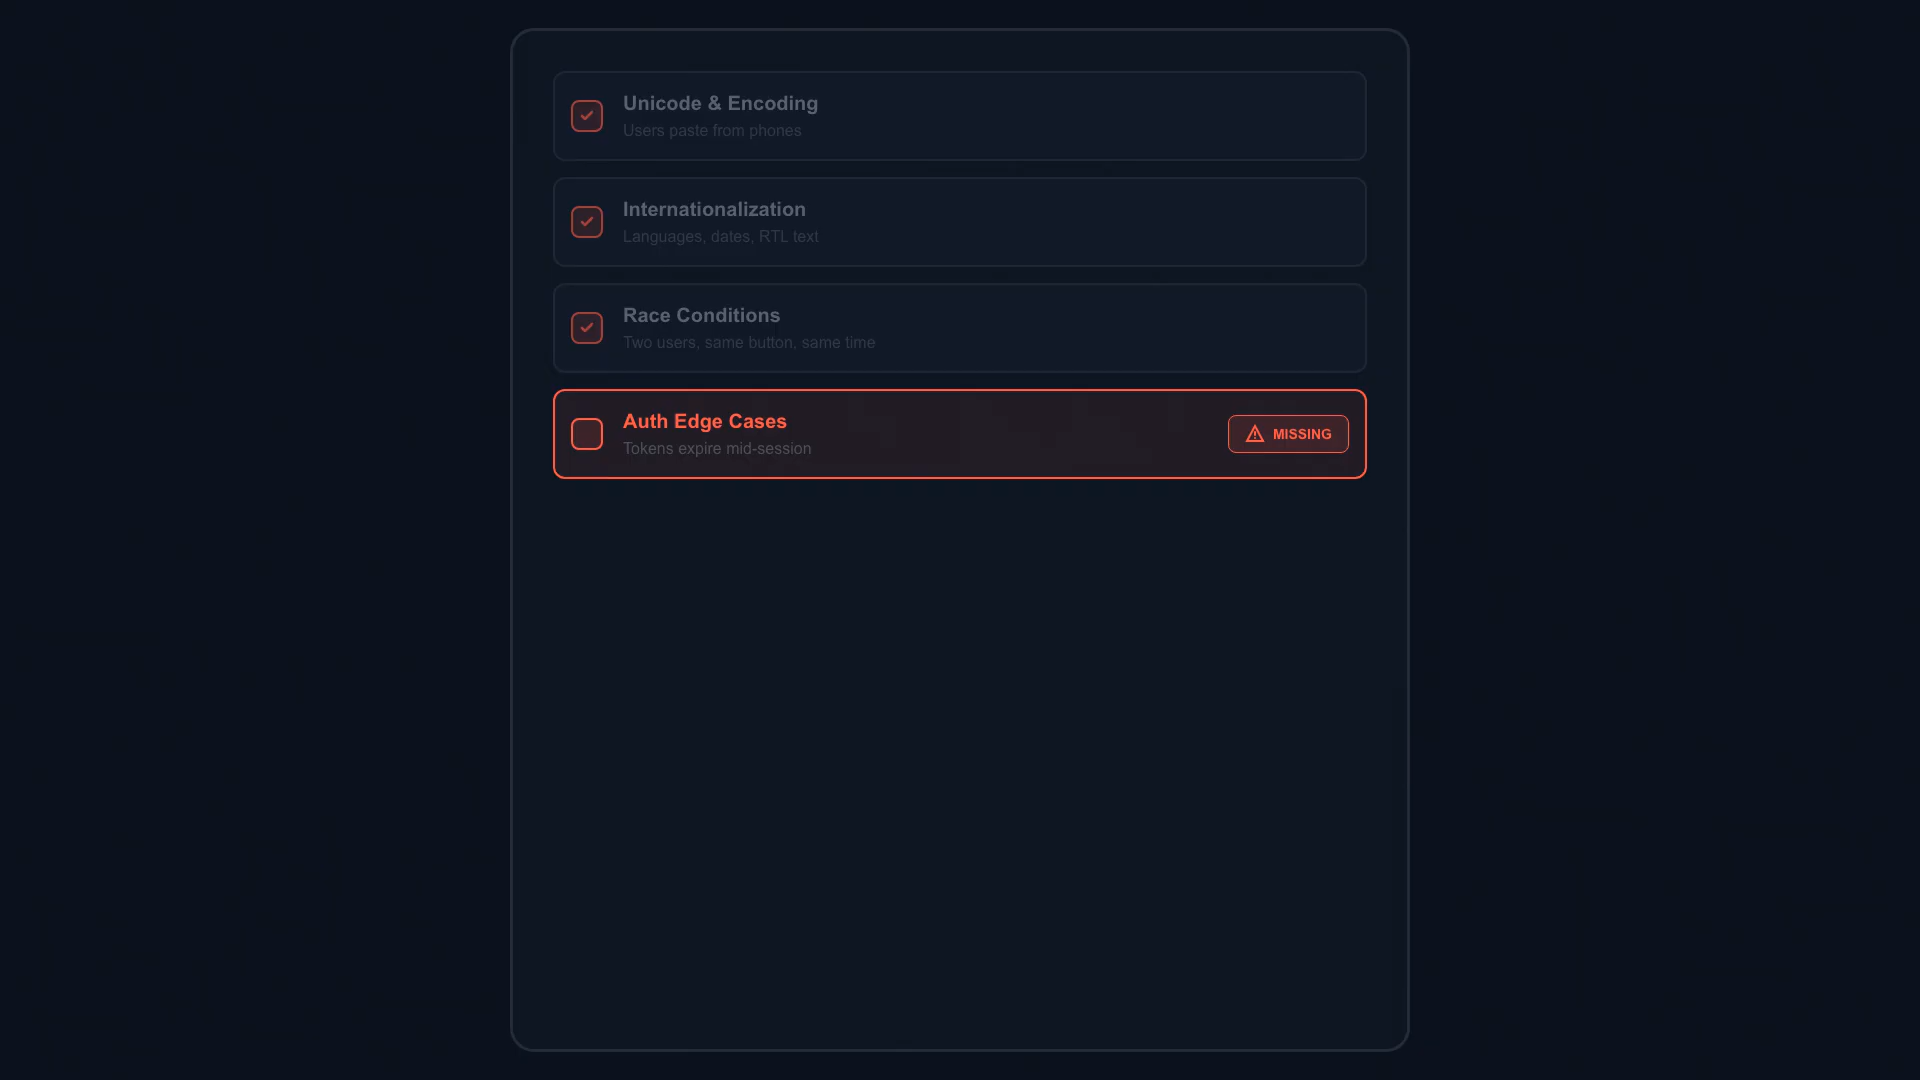 Unicode & Encoding
Users paste from phones
Internationalization
Languages, dates, RTL text
Race Conditions
Two users, same button, same time
Auth Edge Cases
Tokens expire mid-session
MISSING